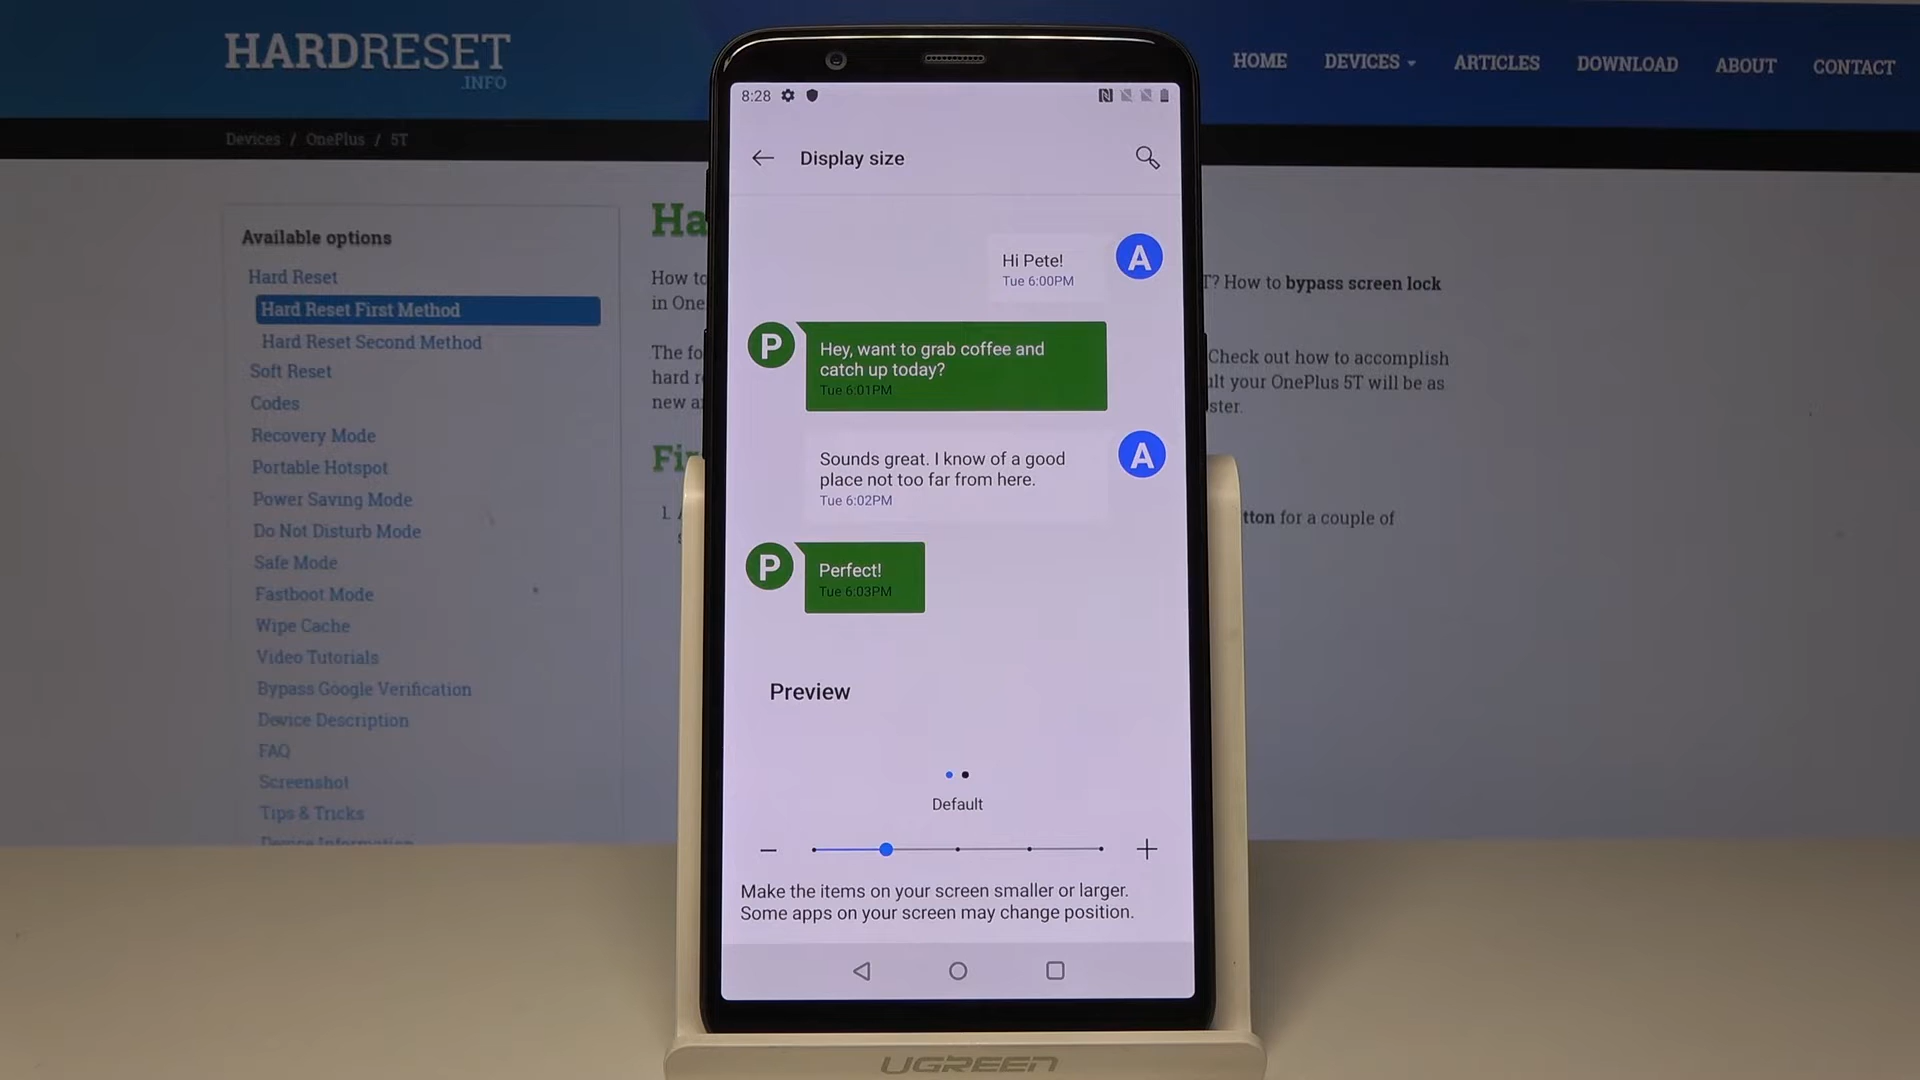 HARDRESET
.INFO
HOME DEVICES ARTICLES DOWNLOAD ABOUT CONTACT
Devices / OnePlus / 5T
Available options
Hard Reset
Hard Reset First Method
Hard Reset Second Method
Soft Reset
Codes
Recovery Mode
Portable Hotspot
Power Saving Mode
Do Not Disturb Mode
Safe Mode
Fastboot Mode
Wipe Cache
Video Tutorials
Bypass Google Verification
Device Description
FAQ
Screenshot
Tips & Tricks
Device Information
Ha
How to
in One
The fo
hard r
new a
Fir
1.
T? How to bypass screen lock
Check out how to accomplish
ult your OnePlus 5T will be as
ster.
tton for a couple of
8:28
Display size
Hi Pete!
Tue 6:00PM
A
P
Hey, want to grab coffee and
catch up today?
Tue 6:01PM
Sounds great. I know of a good
place not too far from here.
Tue 6:02PM
A
P
Perfect!
Tue 6:03PM
Preview
Default
Make the items on your screen smaller or larger.
Some apps on your screen may change position.
UGREEN